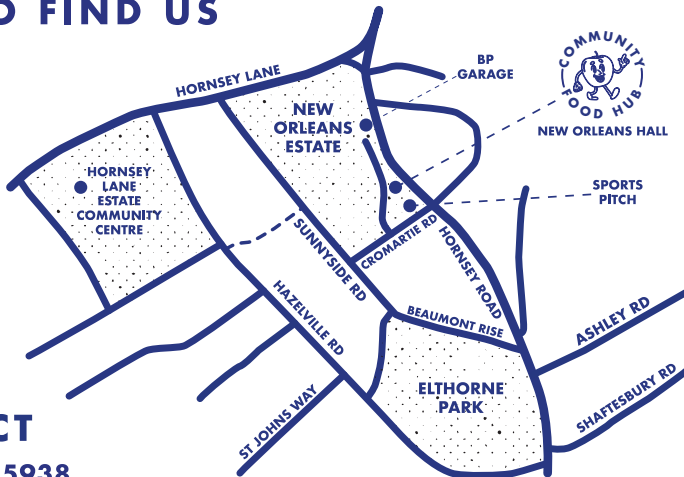 O FIND US
HORNSEY LANE
BP
GARAGE
COMMUNITY
FOOD HUB
NEW ORLEANS HALL
NEW
ORLEANS
ESTATE
HORNSEY
LANE
ESTATE
COMMUNITY
CENTRE
SPORTS
PITCH
SUNNYSIDE RD
CROMARTIE RD
HORNSEY ROAD
HAZELVILLE RD
BEAUMONT RISE
ASHLEY RD
ELTHORNE
PARK
SHAFTESBURY RD
ST JOHNS WAY
CT
5938